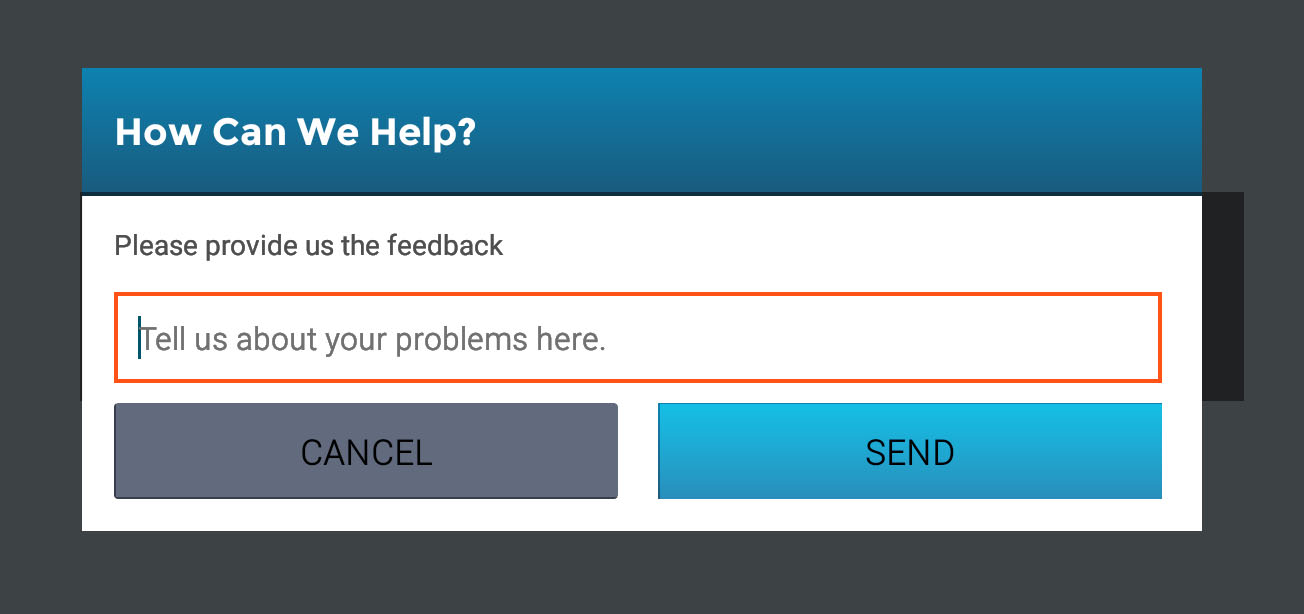 How Can We Help?
Please provide us the feedback
Tell us about your problems here.
CANCEL
SEND